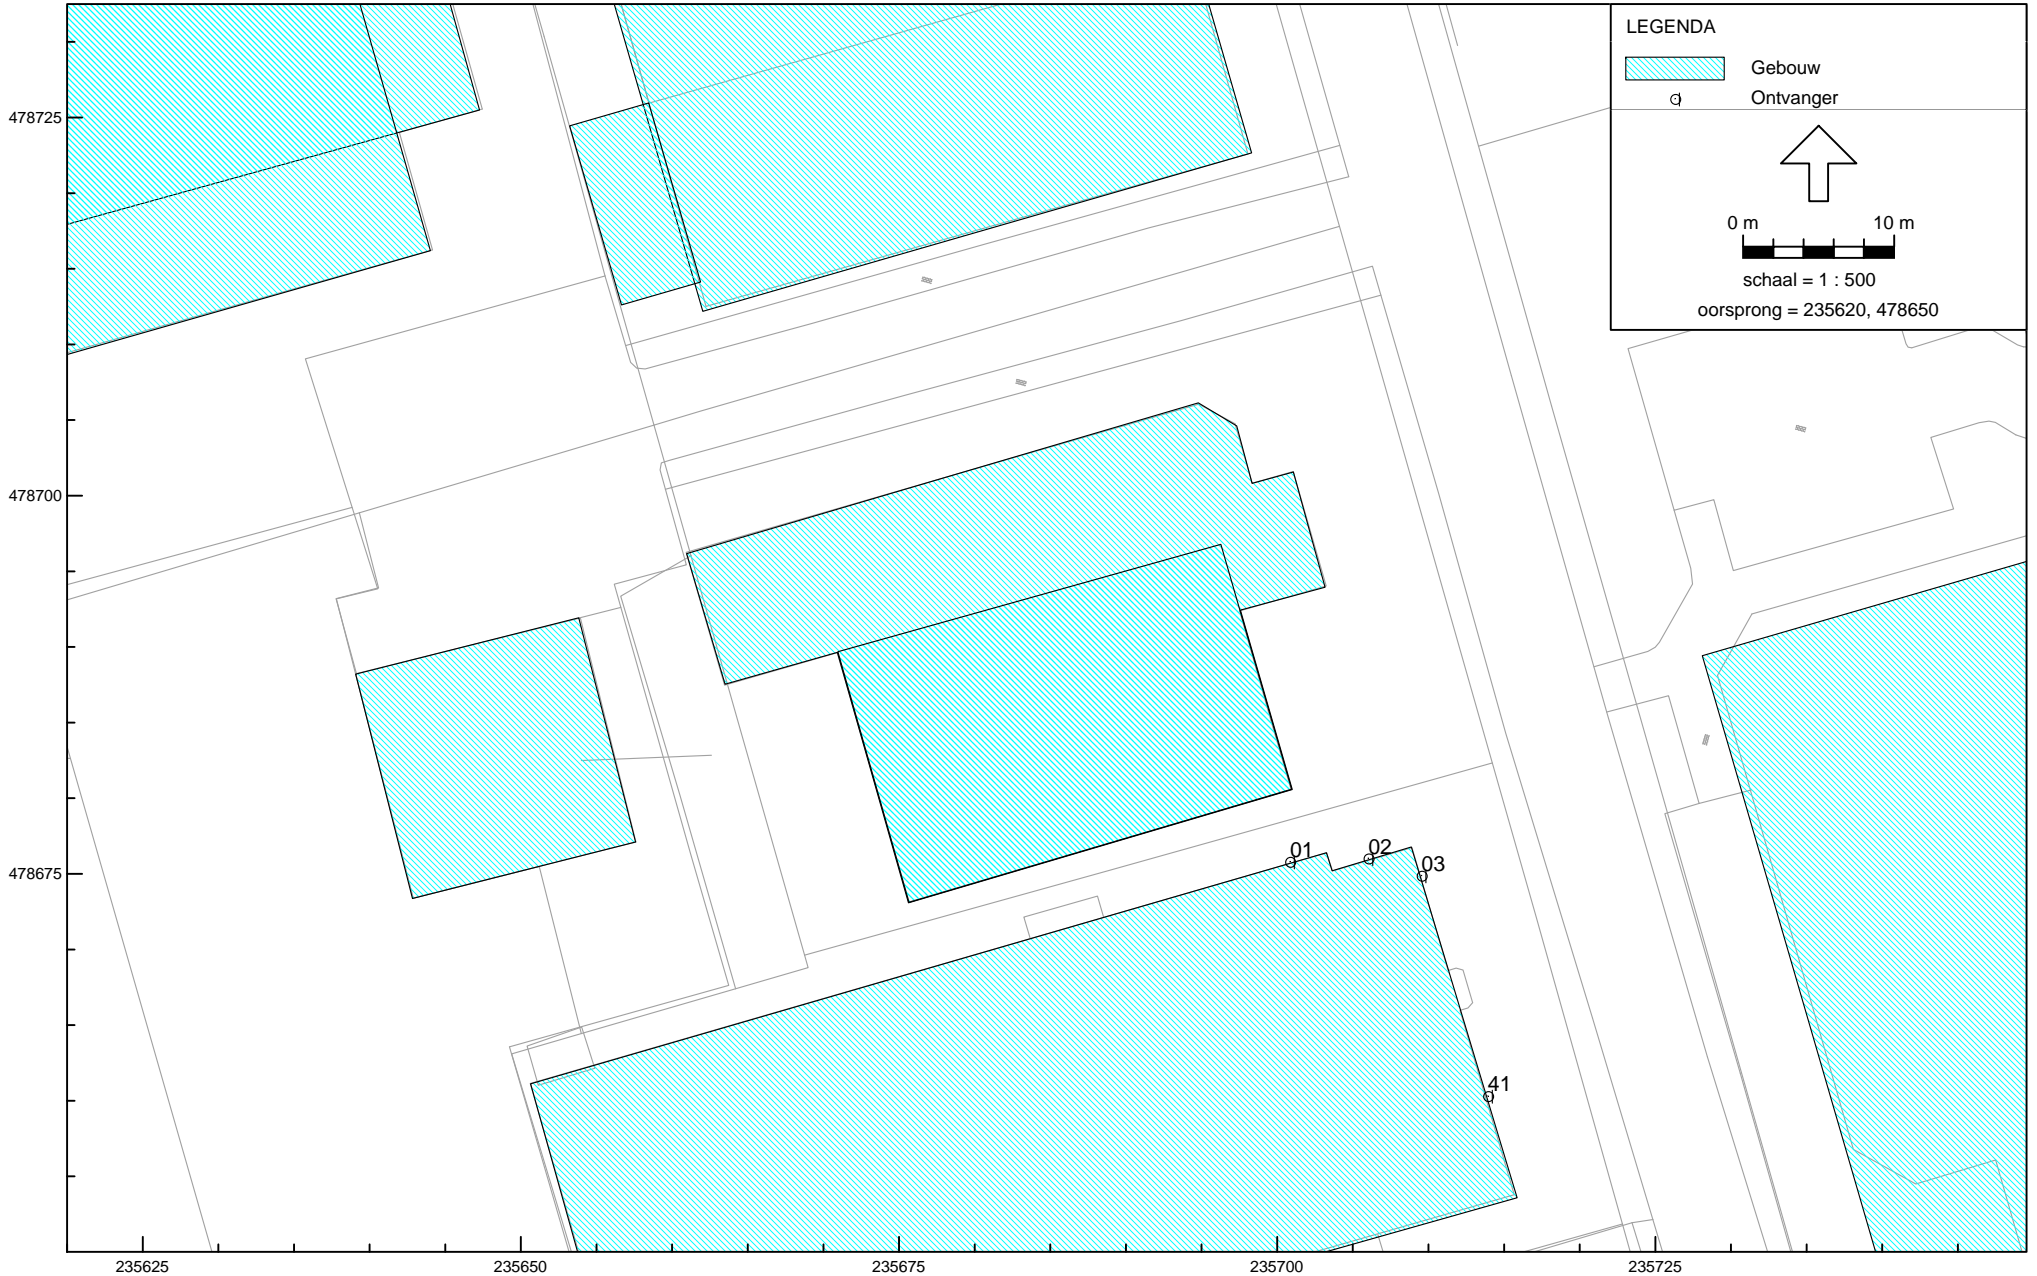 LEGENDA
Gebouw
Ontvanger
0 m 10 m
schaal = 1 : 500
oorsprong = 235620, 478650
478725
478700
478675
01
02
03
41
235625 235650 235675 235700 235725